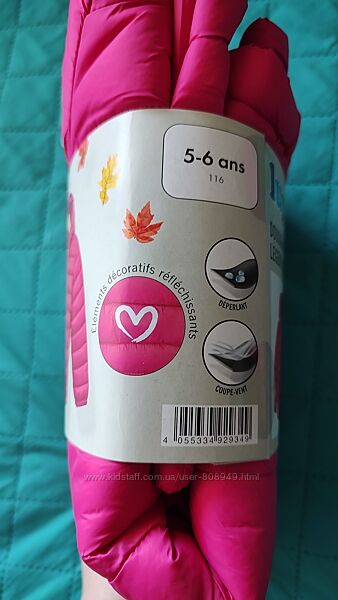 5-6 ans
116
Éléments décoratifs réfléchissants
DÉPERLANT
COUPE-VENT
4 055334 929349
www.kidstaff.com.ua/user-808949.html